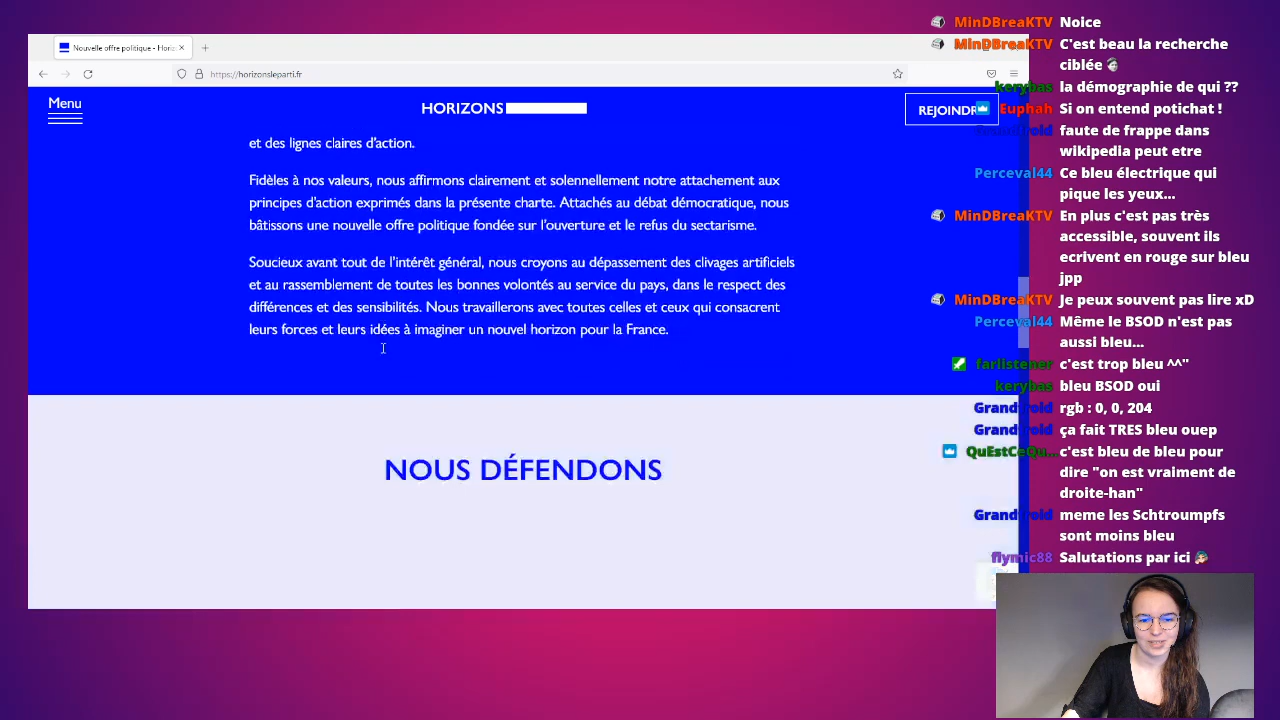 Nouvelle offre politique - Horiz
https://horizonsleparti.fr
Menu
HORIZONS
REJOINDR
et des lignes claires d'action.
Fidèles à nos valeurs, nous affirmons clairement et solennellement notre attachement aux
principes d'action exprimés dans la présente charte. Attachés au débat démocratique, nous
bâtissons une nouvelle offre politique fondée sur l'ouverture et le refus du sectarisme.
Soucieux avant tout de l'intérêt général, nous croyons au dépassement des clivages artificiels
et au rassemblement de toutes les bonnes volontés au service du pays, dans le respect des
différences et des sensibilités. Nous travaillerons avec toutes celles et ceux qui consacrent
leurs forces et leurs idées à imaginer un nouvel horizon pour la France.
NOUS DÉFENDONS
MinDBreaKTV Noice
MinDBreaKTV C'est beau la recherche
ciblée
kerybas la démographie de qui ??
Euphah Si on entend potichat !
faute de frappe dans
wikipedia peut etre
Perceval44 Ce bleu électrique qui
pique les yeux...
MinDBreaKTV En plus c'est pas très
accessible, souvent ils
ecrivent en rouge sur bleu
jpp
MinDBreaKTV Je peux souvent pas lire xD
Perceval44 Même le BSOD n'est pas
aussi bleu...
farlistener c'est trop bleu ^^"
kerybas bleu BSOD oui
Grandroid rgb : 0, 0, 204
Grandroid ça fait TRES bleu ouep
QuEstCeQu... c'est bleu de bleu pour
dire "on est vraiment de
droite-han"
Grandroid meme les Schtroumpfs
sont moins bleu
flymic88 Salutations par ici